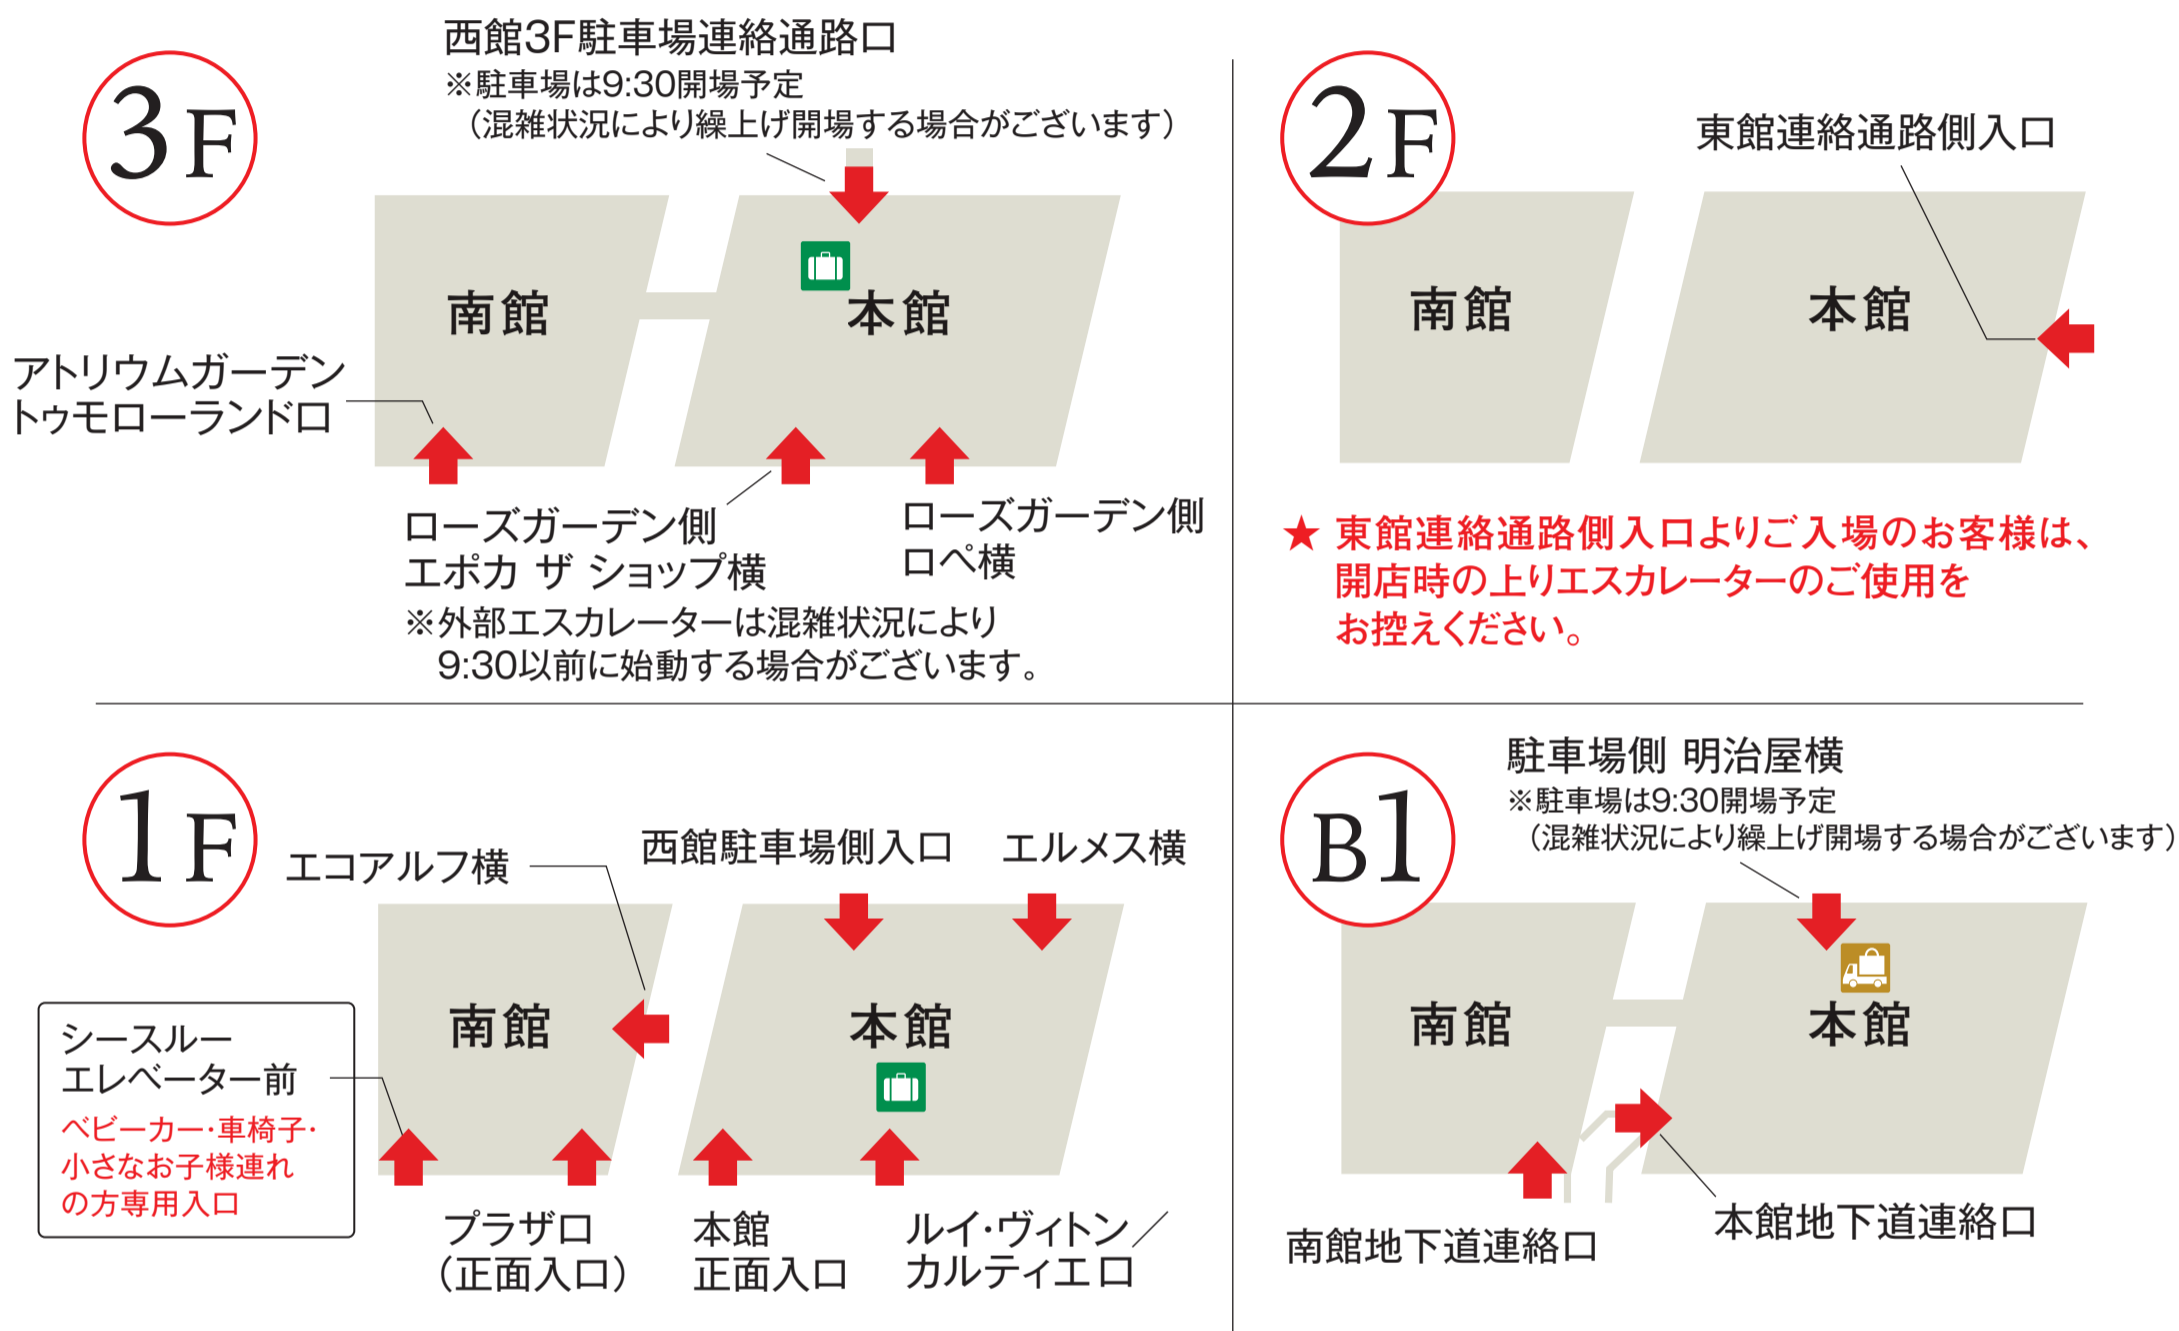 3F
西館3F駐車場連絡通路口
※駐車場は9:30開場予定
（混雑状況により繰上げ開場する場合がございます）
南館
本館
アトリウムガーデン
トゥモローランド口
ローズガーデン側
エポカ ザ ショップ横
※外部エスカレーターは混雑状況により
9:30以前に始動する場合がございます。
ローズガーデン側
ロペ横
2F
東館連絡通路側入口
南館
本館
★ 東館連絡通路側入口よりご入場のお客様は、
開店時の上りエスカレーターのご使用を
お控えください。
1F
エコアルフ横
西館駐車場側入口
エルメス横
南館
本館
シースルー
エレベーター前
ベビーカー・車椅子・
小さなお子様連れ
の方専用入口
プラザ口
（正面入口）
本館
正面入口
ルイ・ヴィトン／
カルティエ口
B1
駐車場側 明治屋横
※駐車場は9:30開場予定
（混雑状況により繰上げ開場する場合がございます）
南館
本館
南館地下道連絡口
本館地下道連絡口